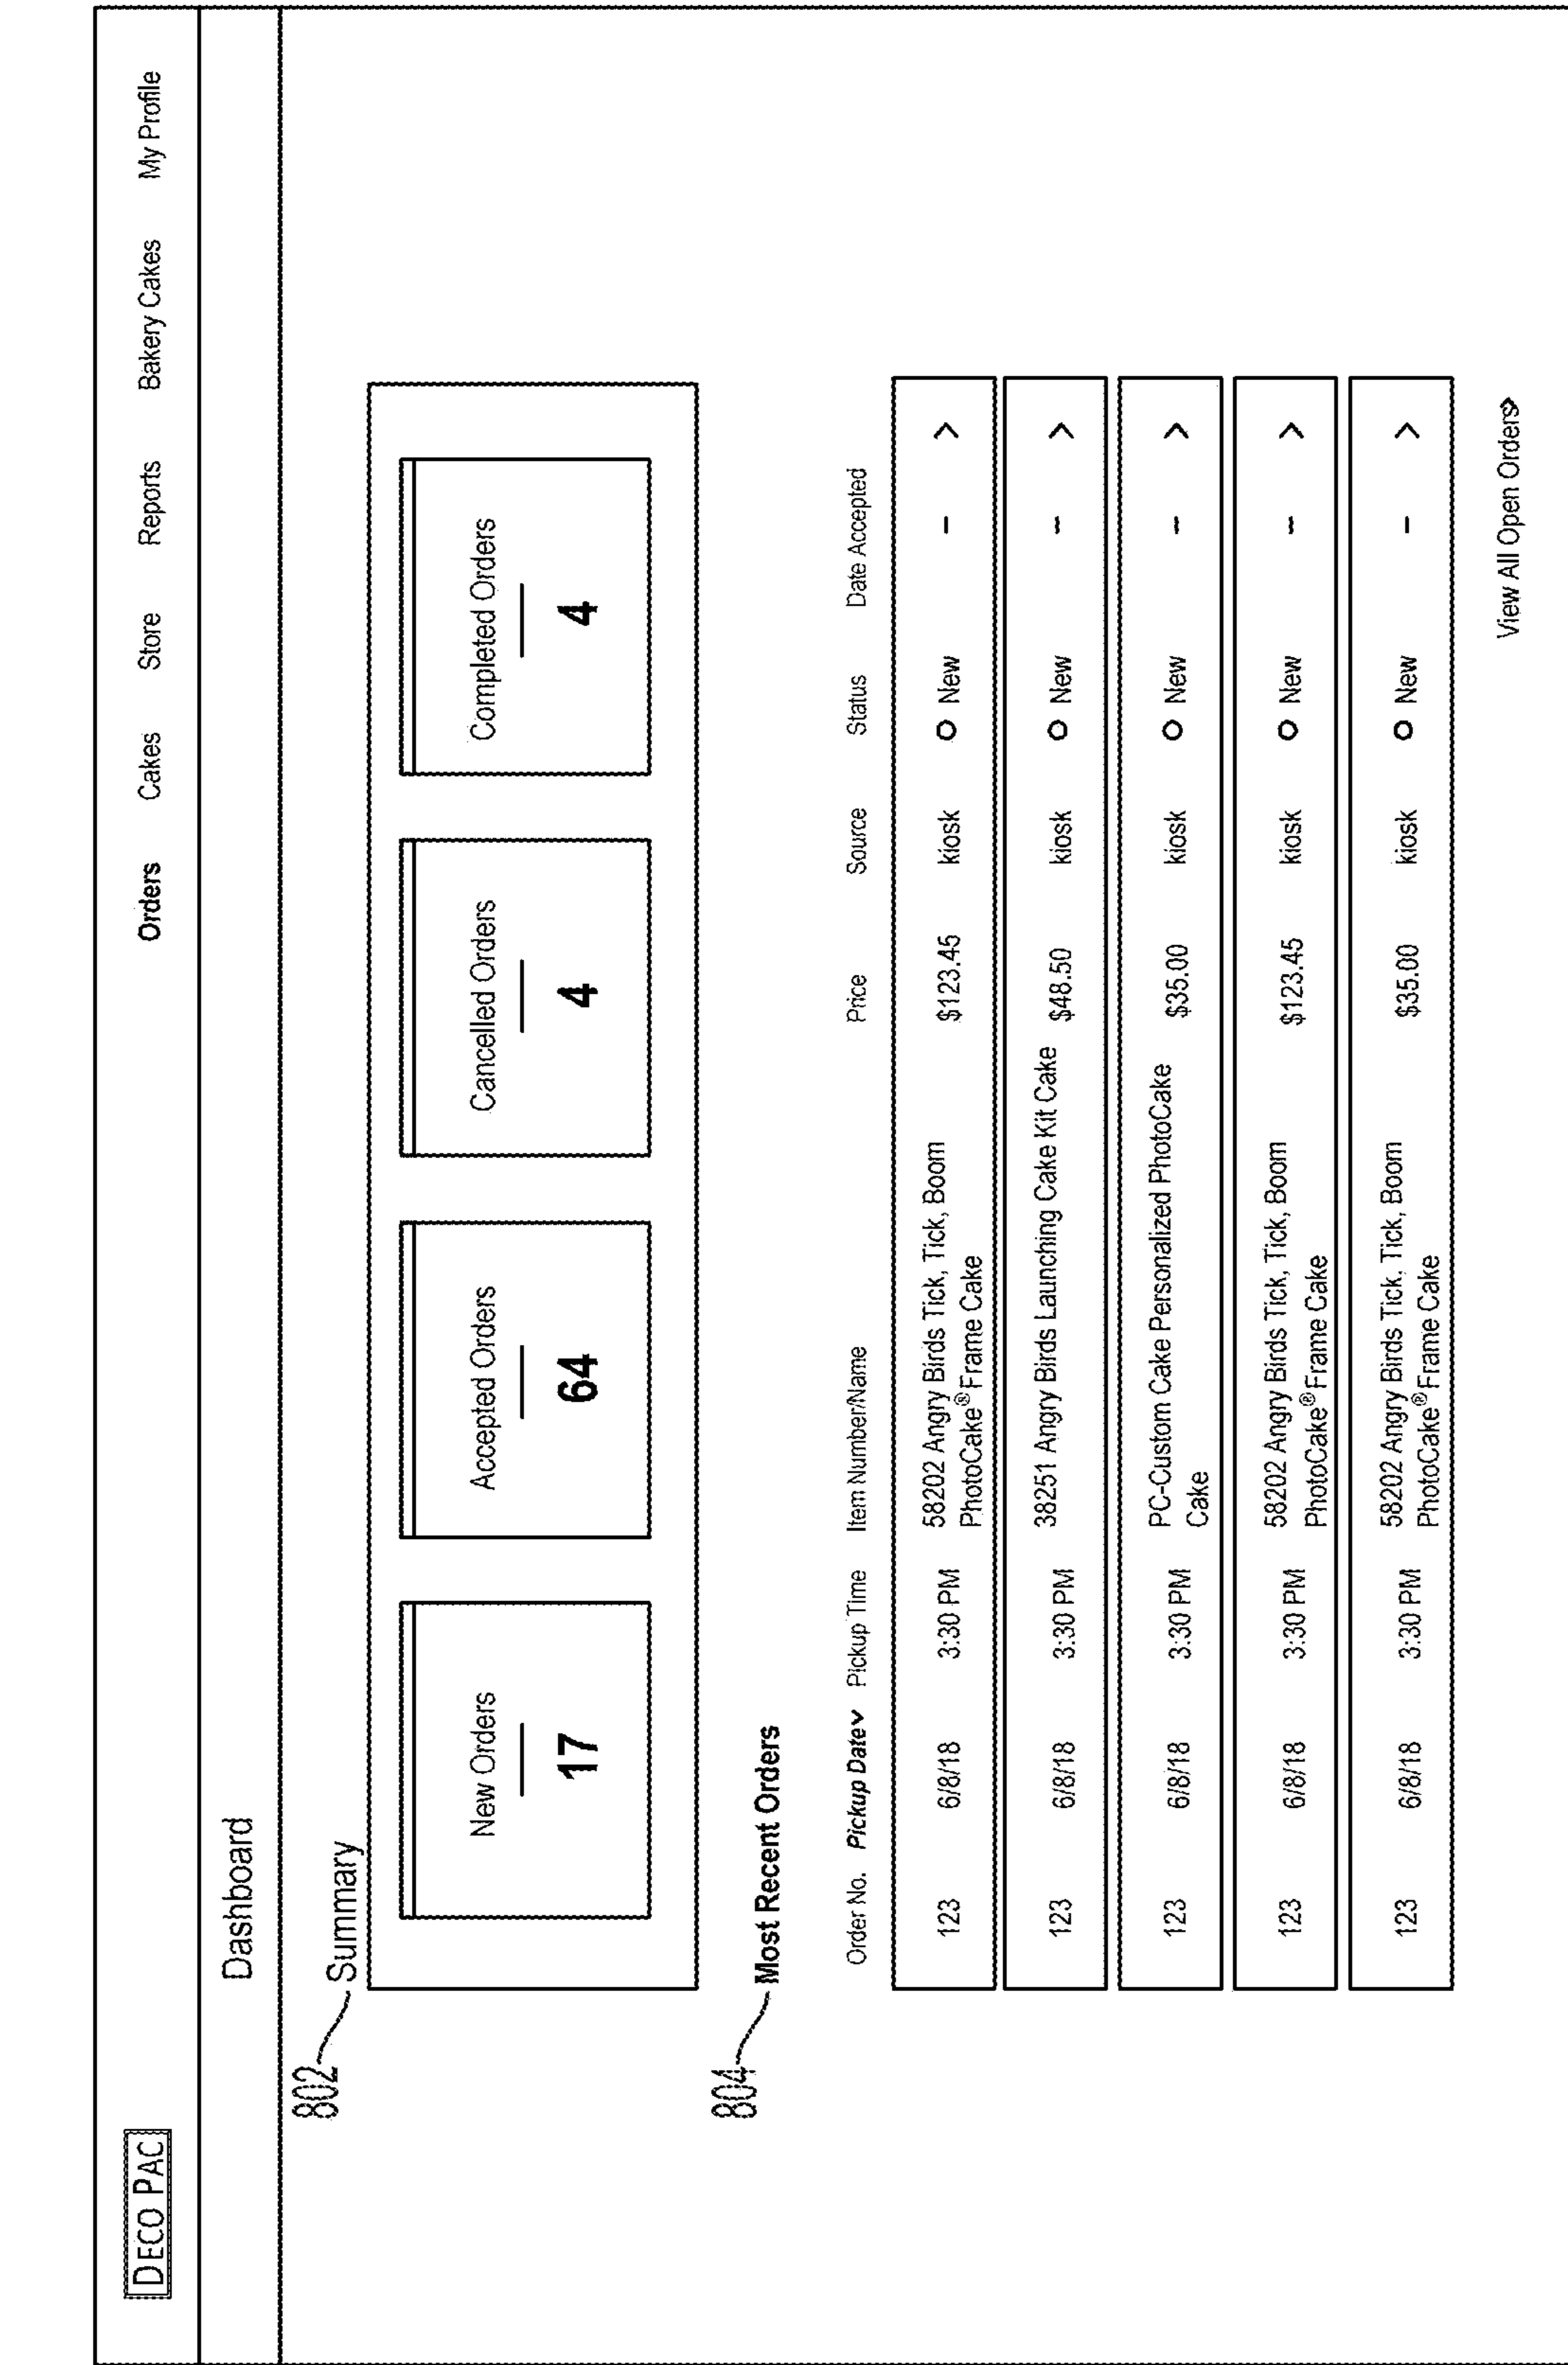 DECO PAC
Orders Cakes Store Reports Bakery Cakes My Profile
Dashboard
802
Summary
New Orders Accepted Orders Cancelled Orders Completed Orders
17 64 4 4
804
Most Recent Orders
Order No. Pickup Date Pickup Time Item Number/Name Price Source Status Date Accepted
123 6/8/18 3:30 PM 58202 Angry Birds Tick, Tick, Boom $123.45 kiosk New – >
PhotoCake® Frame Cake
123 6/8/18 3:30 PM 38251 Angry Birds Launching Cake Kit Cake $48.50 kiosk New -- >
PC-Custom Cake Personalized PhotoCake
123 6/8/18 3:30 PM $35.00 kiosk New – >
Cake
123 6/8/18 3:30 PM 58202 Angry Birds Tick, Tick, Boom $123.45 kiosk New -- >
PhotoCake® Frame Cake
123 6/8/18 3:30 PM 58202 Angry Birds Tick, Tick, Boom $35.00 kiosk New – >
PhotoCake® Frame Cake
View All Open Orders>